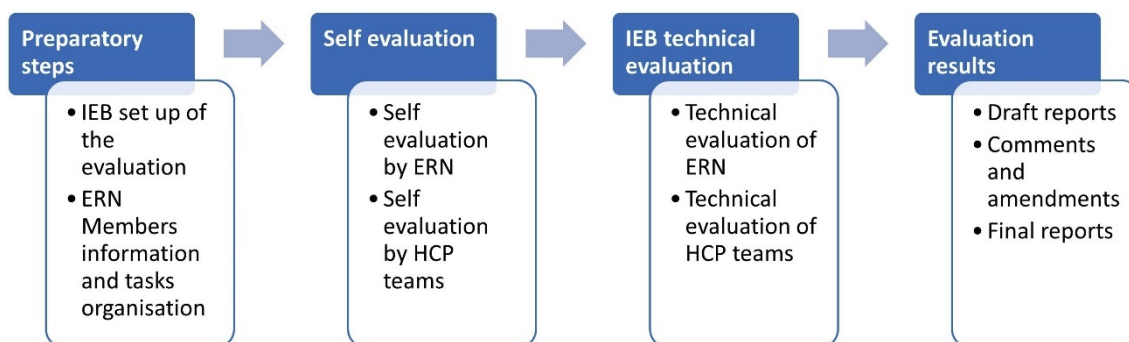 Preparatory
steps
• IEB set up of
the
evaluation
• ERN
Members
information
and tasks
organisation
Self evaluation
• Self
evaluation
by ERN
• Self
evaluation
by HCP
teams
IEB technical
evaluation
• Technical
evaluation of
ERN
• Technical
evaluation of
HCP teams
Evaluation
results
• Draft reports
• Comments
and
amendments
• Final reports